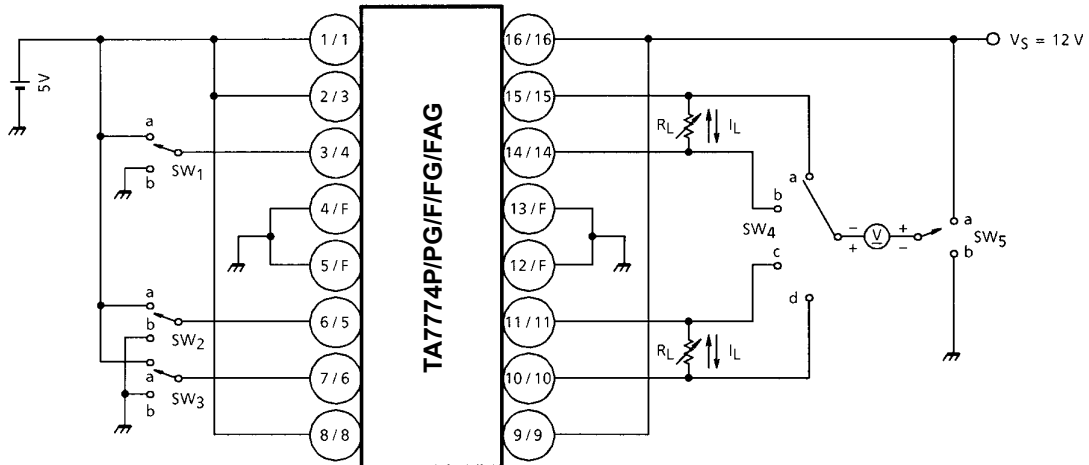 5V
a
b
SW1
a
b
SW2
a
b
SW3
1 / 1
2 / 3
3 / 4
4 / F
5 / F
6 / 5
7 / 6
8 / 8
TA7774P/PG/F/FG/FAG
16 / 16
15 / 15
14 / 14
13 / F
12 / F
11 / 11
10 / 10
9 / 9
VS = 12 V
RL
IL
RL
IL
a
b
SW4
c
d
− V +
+ −
a
SW5
b